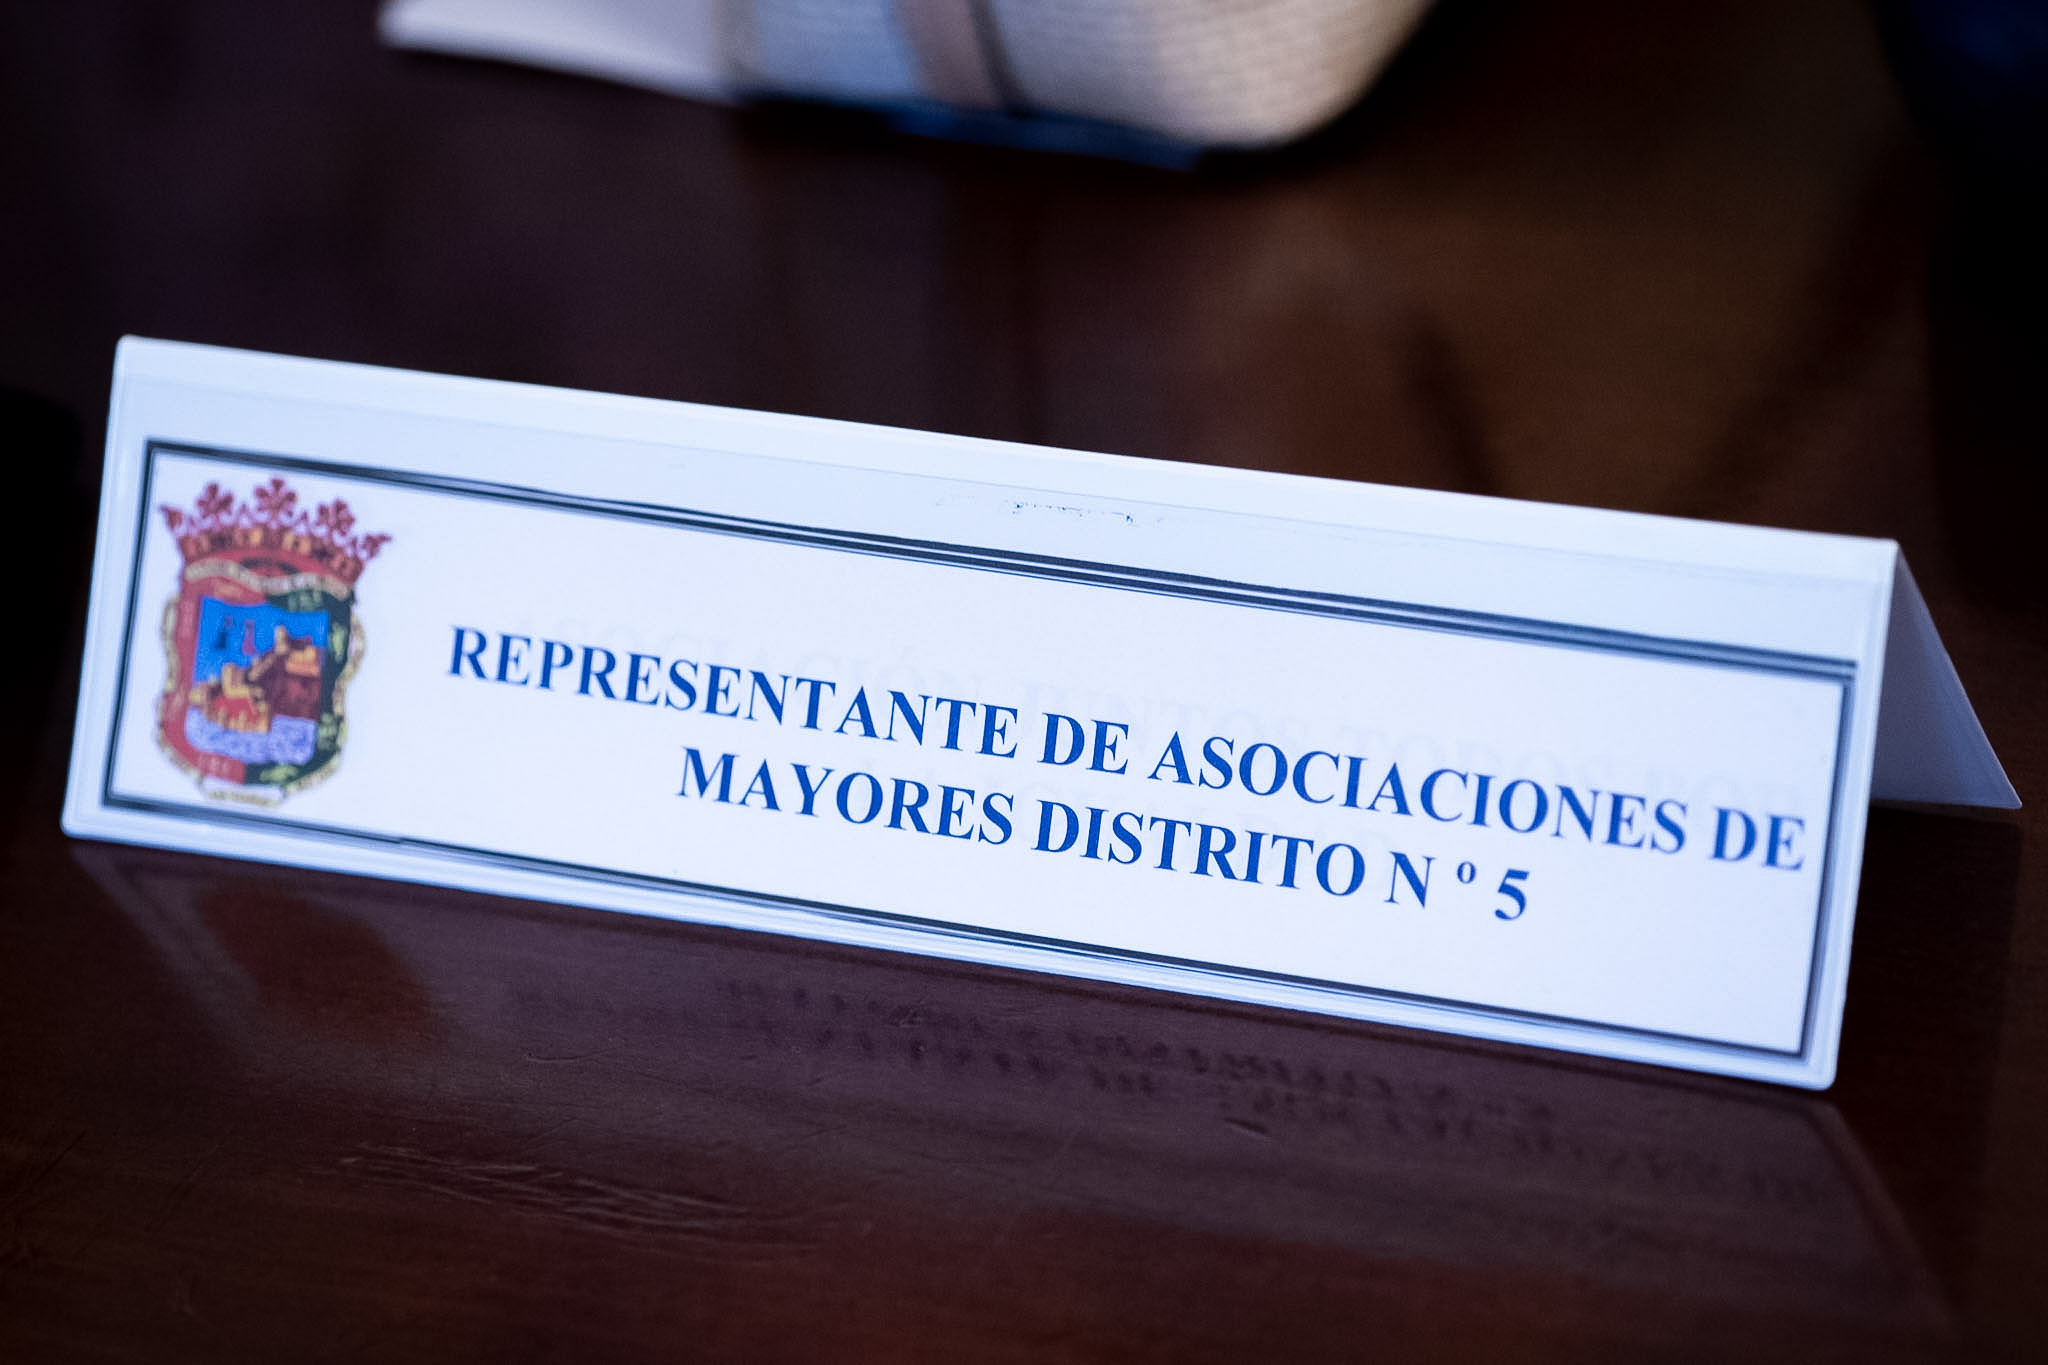 REPRESENTANTE DE ASOCIACIONES DE
MAYORES DISTRITO N º 5